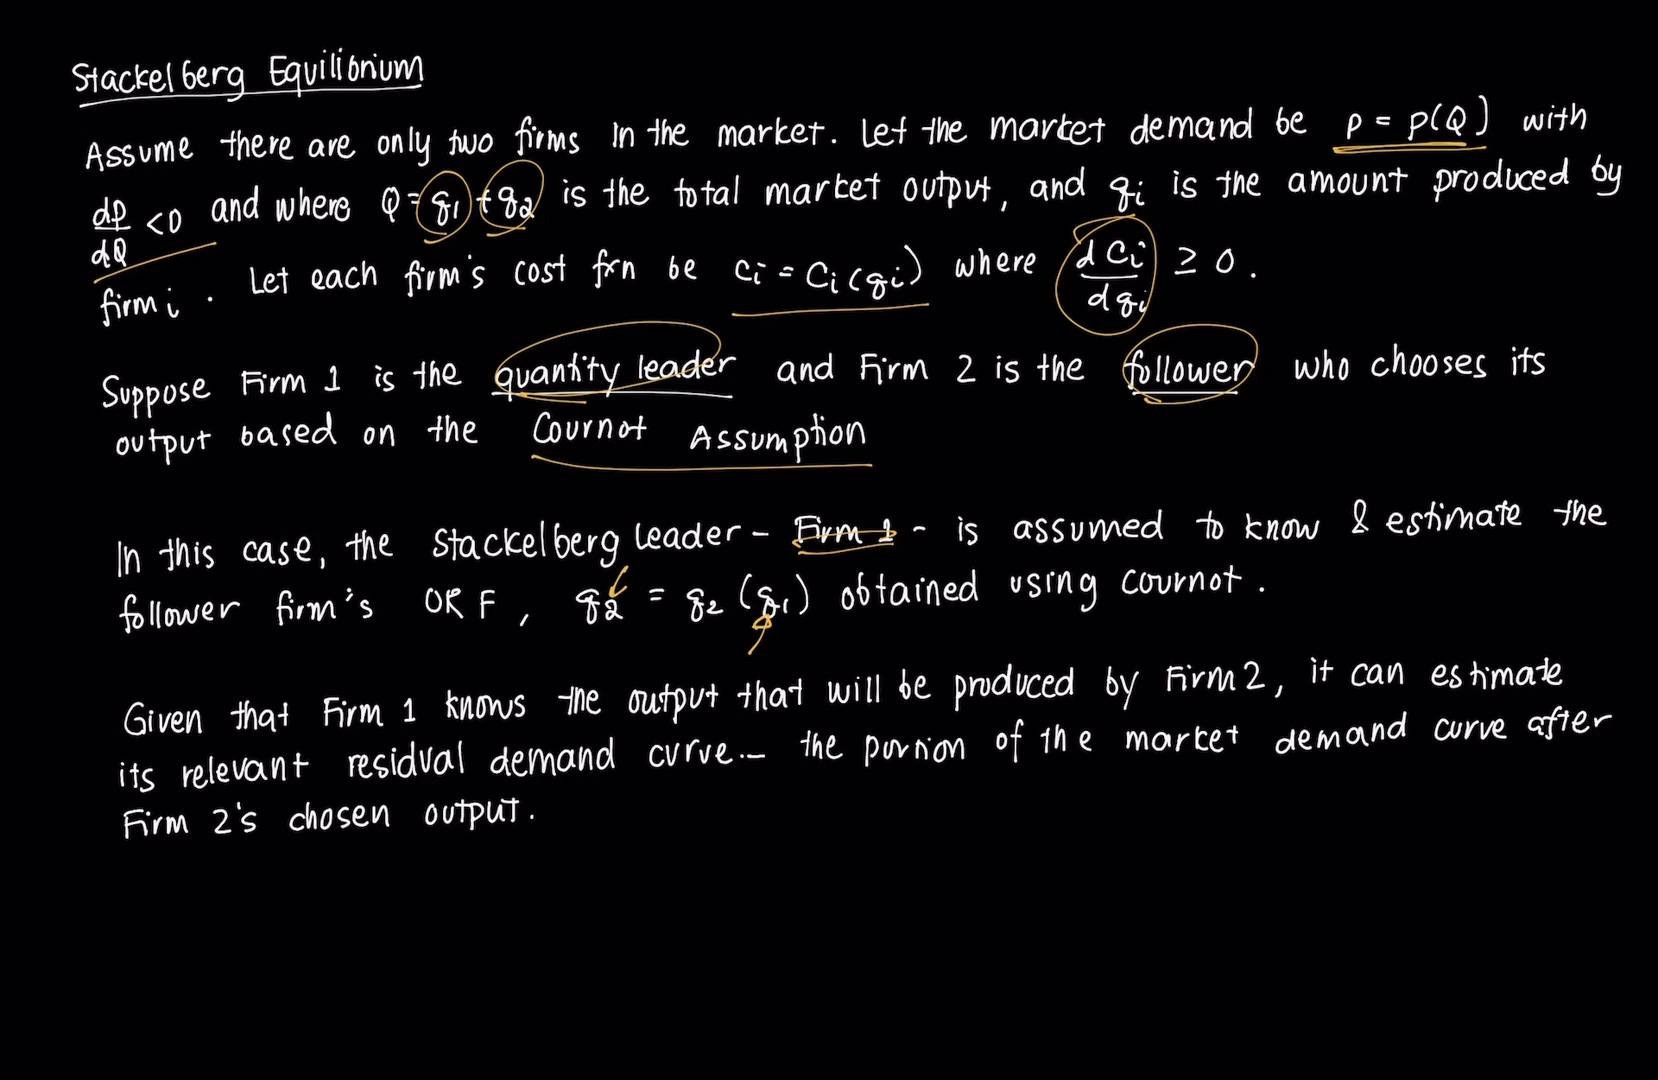 Stackelberg Equilibrium
Assume there are only two firms in the market. Let the market demand be p = p(Q) with
dp/dQ <0 and where Q = q1 + q2 is the total market output, and qi is the amount produced by
firm i. Let each firm's cost fxn be Ci = Ci(qi) where dCi/dqi ≥ 0.
Suppose Firm 1 is the quantity leader and Firm 2 is the follower who chooses its
output based on the Cournot Assumption
In this case, the Stackelberg leader - Firm 1 - is assumed to know & estimate the
follower firm's ORF, q2 = q2 (q1) obtained using Cournot.
Given that Firm 1 knows the output that will be produced by Firm 2, it can estimate
its relevant residual demand curve - the portion of the market demand curve after
Firm 2's chosen output.